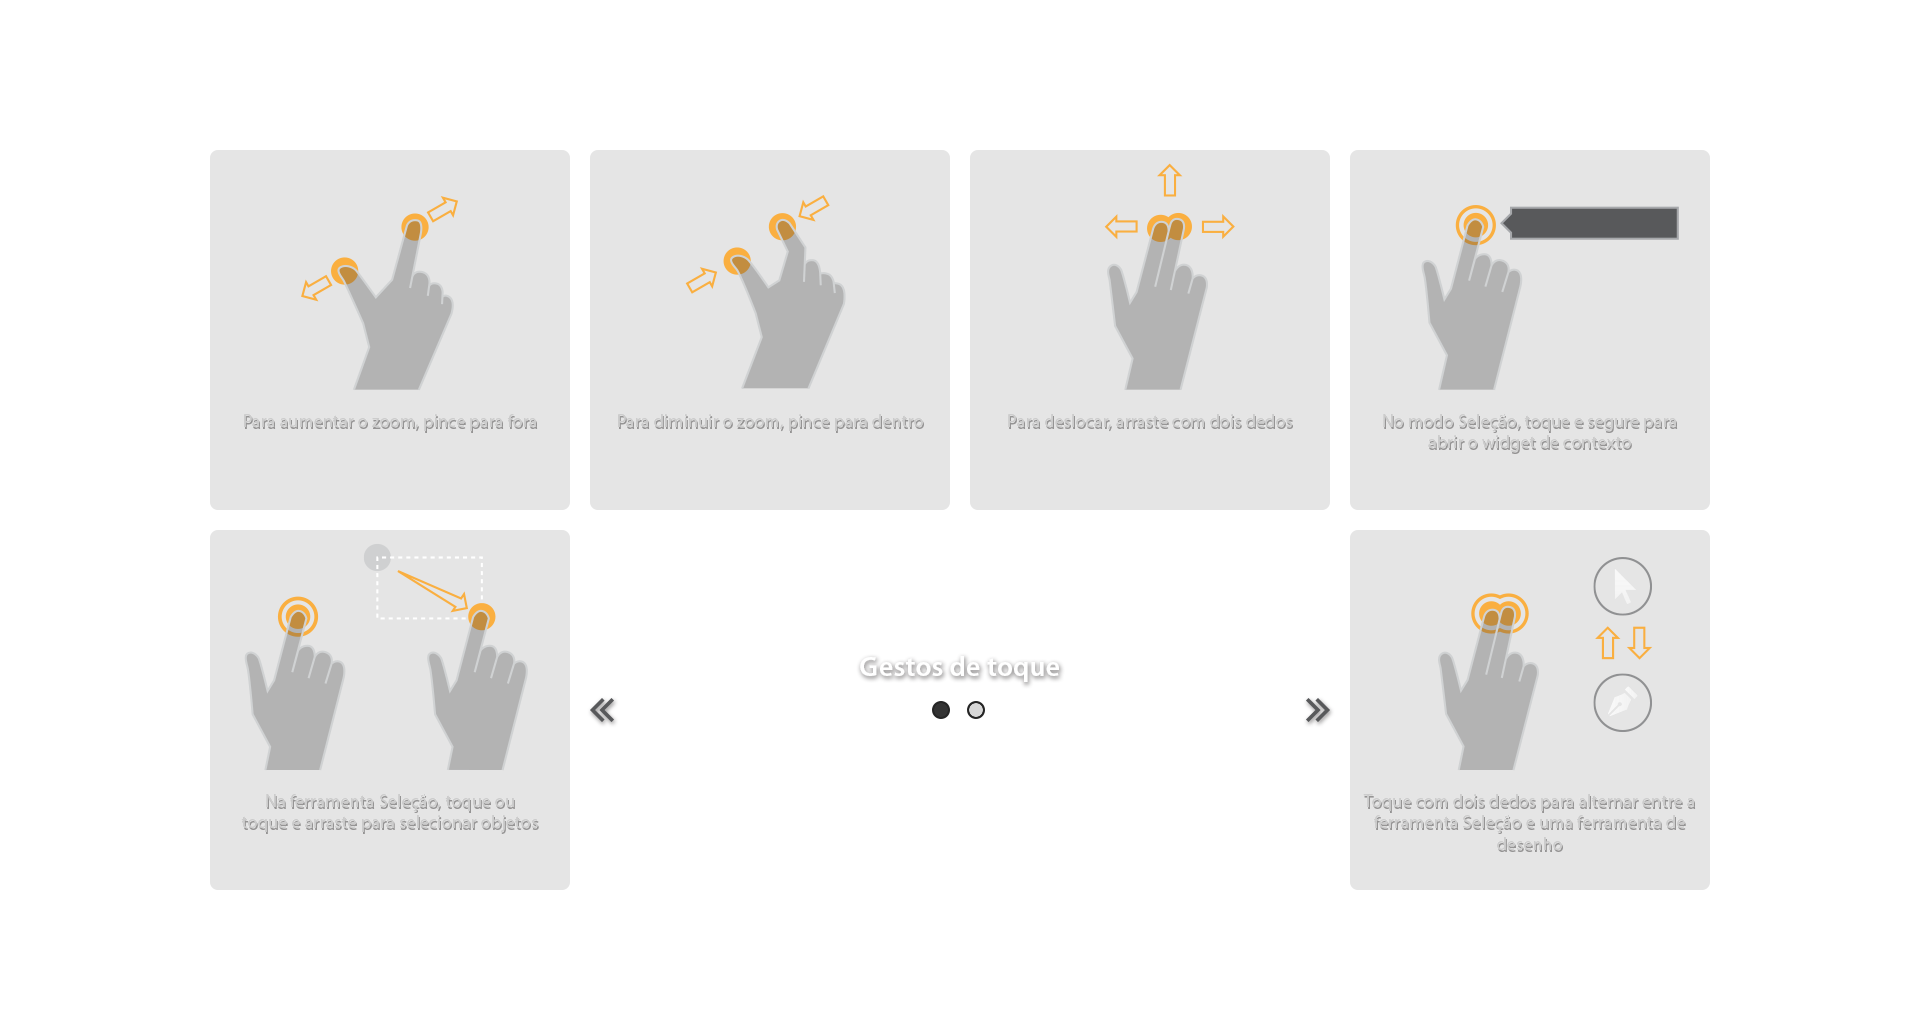 Para aumentar o zoom, pince para fora
Para diminuir o zoom, pince para dentro
Para deslocar, arraste com dois dedos
No modo Seleção, toque e segure para
abrir o widget de contexto
Na ferramenta Seleção, toque ou
toque e arraste para selecionar objetos
Gestos de toque
Toque com dois dedos para alternar entre a
ferramenta Seleção e uma ferramenta de
desenho